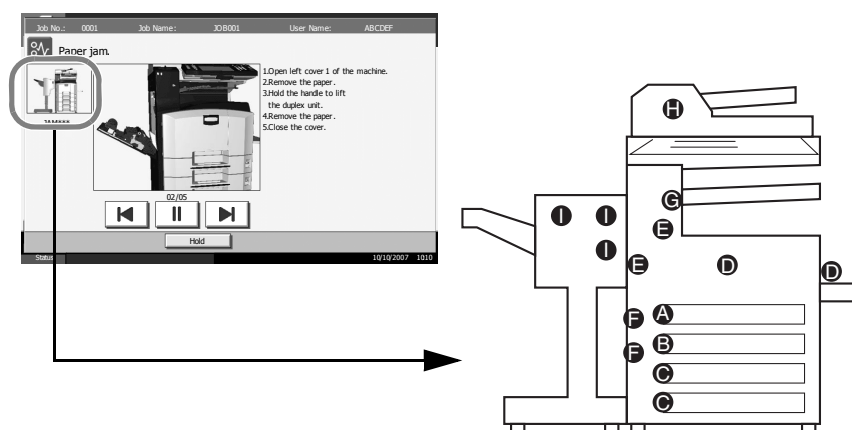 Job No.: 0001 Job Name: JOB001 User Name: ABCDEF
Paper jam.
1.Open left cover 1 of the machine.
2.Remove the paper.
3.Hold the handle to lift
the duplex unit.
4.Remove the paper.
5.Close the cover.
02/05
Hold
Status 10/10/2007 10:10
H
G
I I E
I E D D
F A
F B
C
C